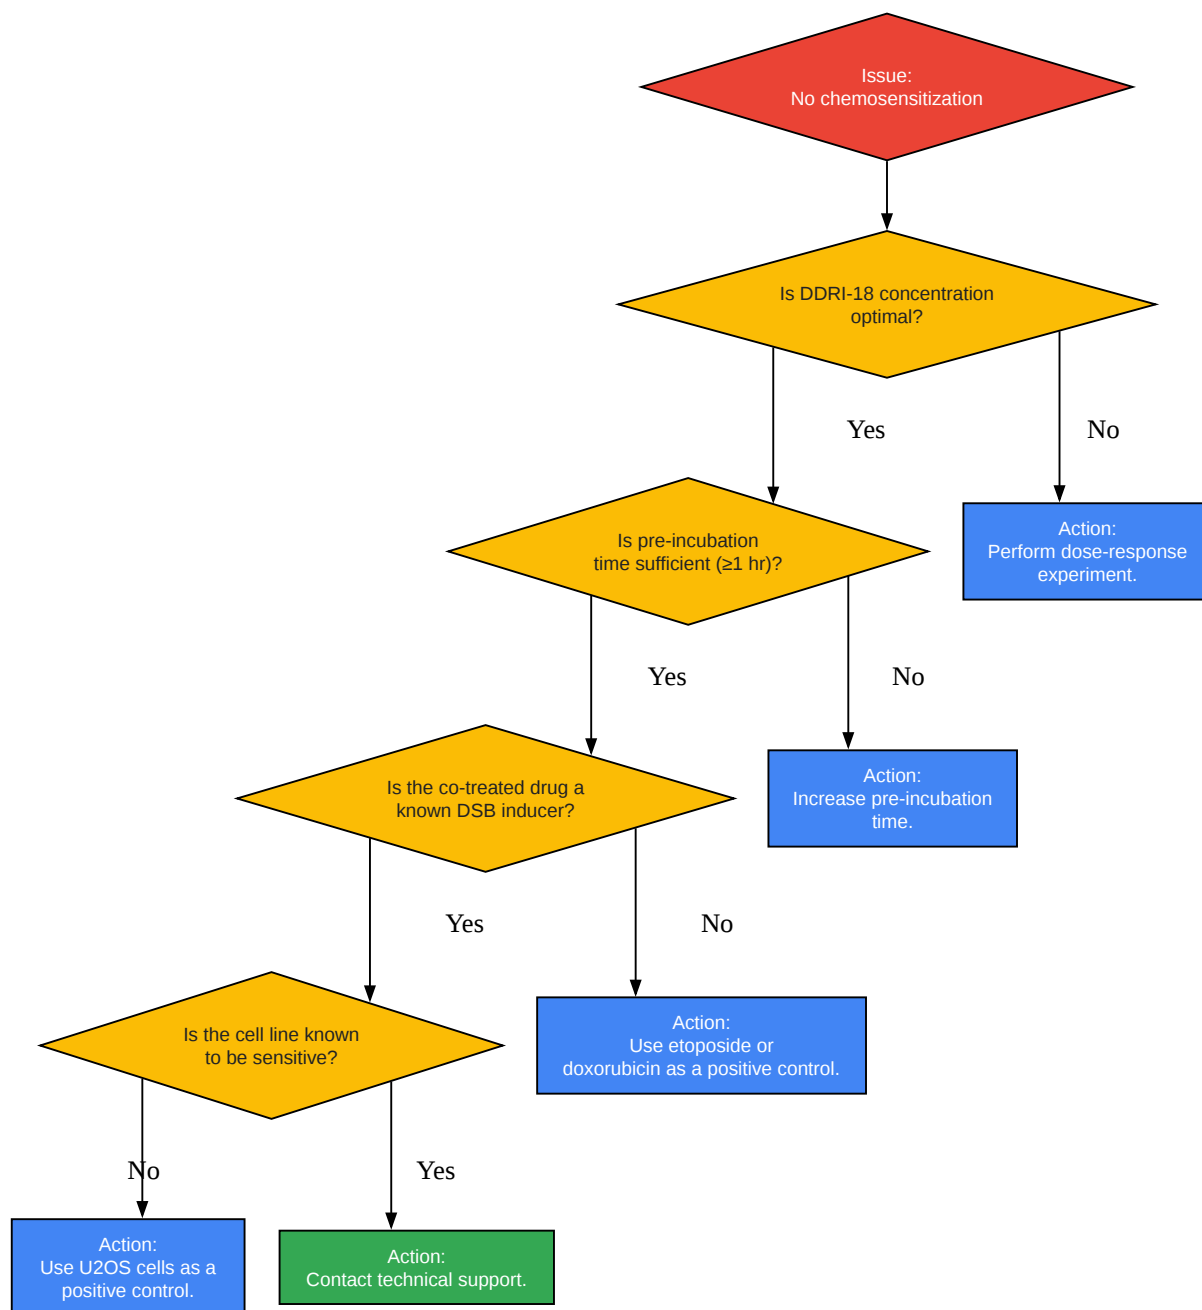 Issue:
No chemosensitization
Is DDRI-18 concentration
optimal?
Yes
No
Is pre-incubation
time sufficient (≥1 hr)?
Action:
Perform dose-response
experiment.
Yes
No
Is the co-treated drug a
known DSB inducer?
Action:
Increase pre-incubation
time.
Yes
No
Is the cell line known
to be sensitive?
Action:
Use etoposide or
doxorubicin as a positive control.
No
Yes
Action:
Use U2OS cells as a
positive control.
Action:
Contact technical support.